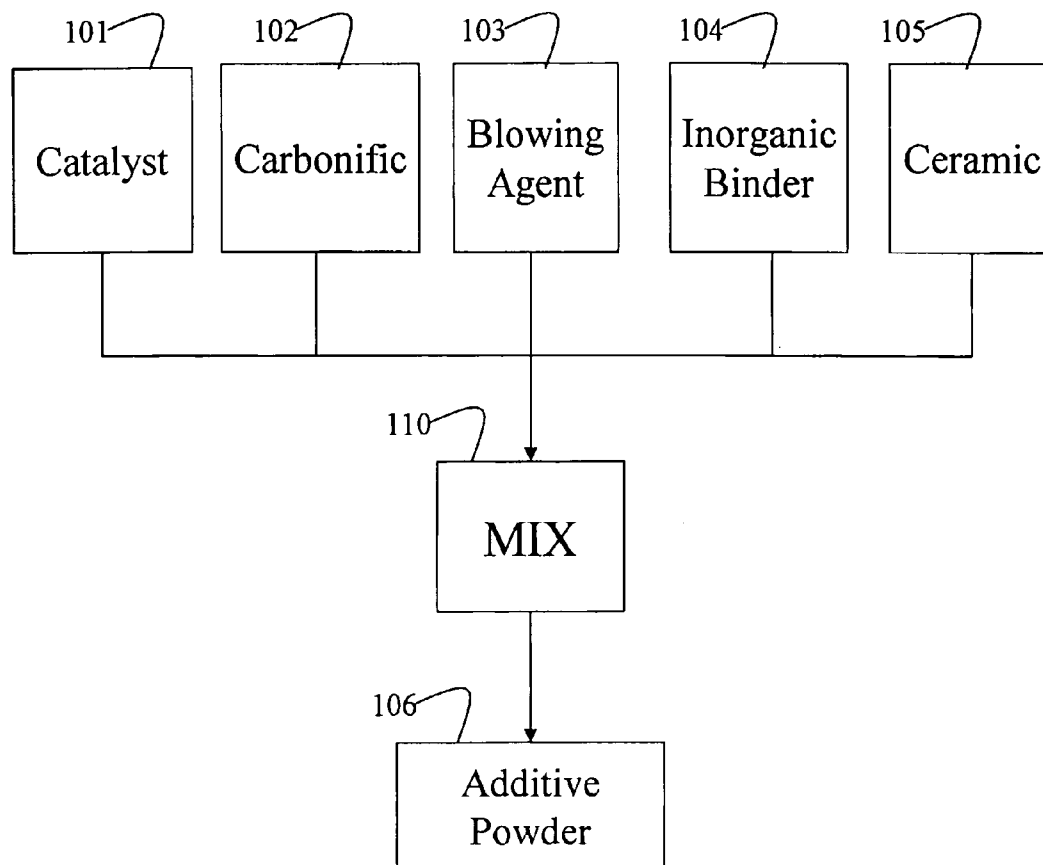 101
102
103
104
105
Catalyst
Carbonific
Blowing
Agent
Inorganic
Binder
Ceramic
110
MIX
106
Additive
Powder